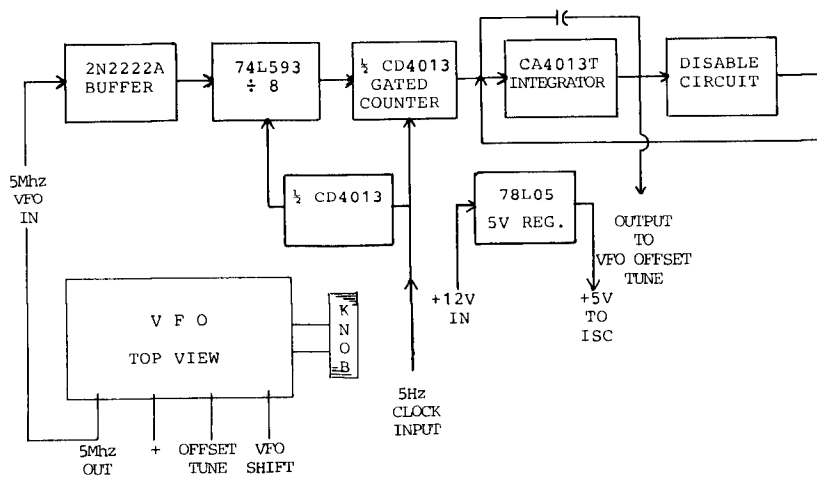 2N2222A
BUFFER
74L593
÷ 8
½ CD4013
GATED
COUNTER
CA4013T
INTEGRATOR
DISABLE
CIRCUIT
5Mhz
VFO
IN
½ CD4013
78L05
5V REG.
OUTPUT
TO
VFO OFFSET
TUNE
+12V
IN
+5V
TO
ISC
V F O
TOP VIEW
K
N
O
B
5Hz
CLOCK
INPUT
5Mhz
OUT
+
OFFSET
TUNE
VFO
SHIFT